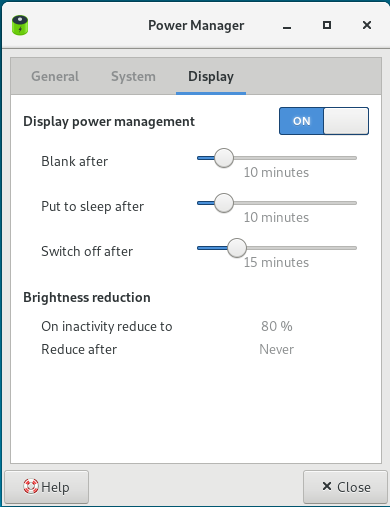 Power Manager
General System Display
Display power management ON
Blank after
10 minutes
Put to sleep after
10 minutes
Switch off after
15 minutes
Brightness reduction
On inactivity reduce to 80 %
Reduce after Never
Help Close